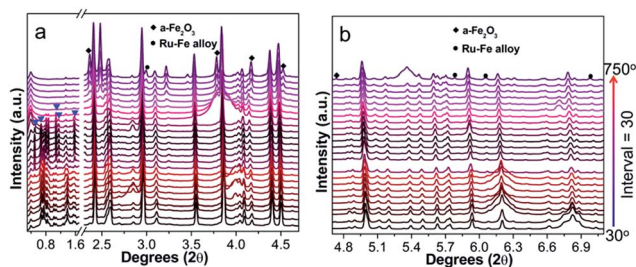 a
◆ a-Fe₂O₃
● Ru-Fe alloy
Intensity (a.u.)
0.8 1.6 2.5 3.0 3.5 4.0 4.5
Degrees (2θ)
b
◆ a-Fe₂O₃
● Ru-Fe alloy
Intensity (a.u.)
750°
Interval = 30
30°
4.8 5.1 5.4 5.7 6.0 6.3 6.6 6.9
Degrees (2θ)